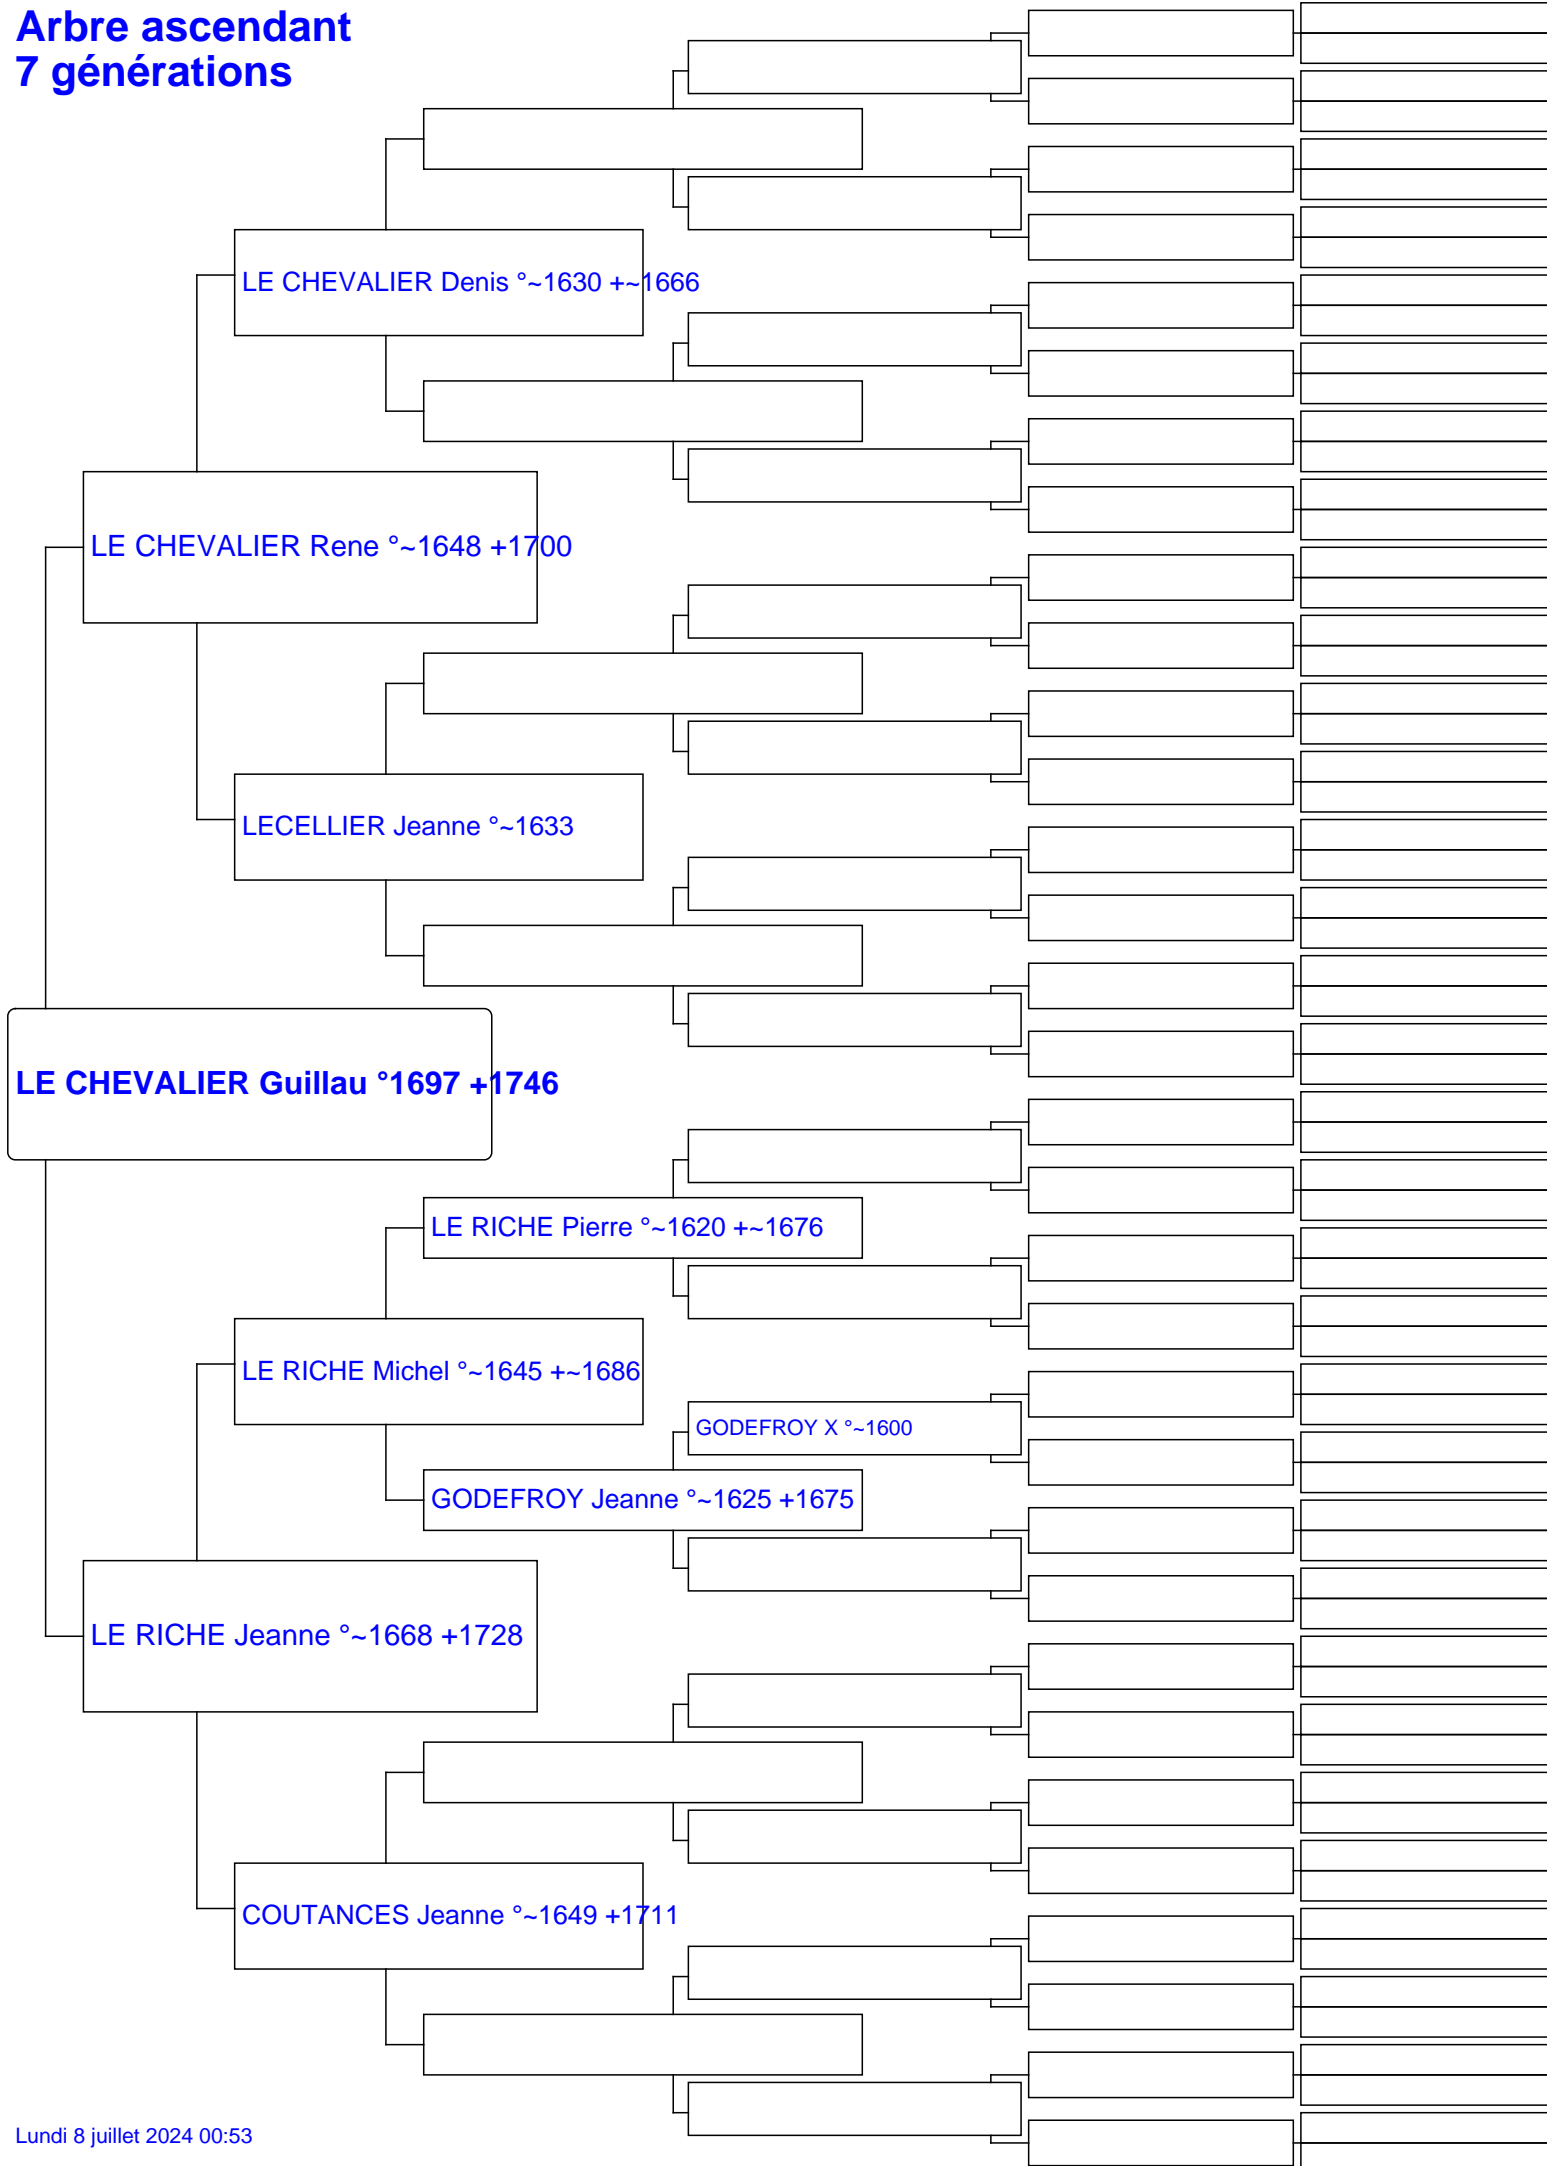 Arbre ascendant
7 générations
LE CHEVALIER Denis °~1630 +~1666
LE CHEVALIER Rene °~1648 +1700
LECELLIER Jeanne °~1633
LE CHEVALIER Guillau °1697 +1746
LE RICHE Pierre °~1620 +~1676
LE RICHE Michel °~1645 +~1686
GODEFROY X °~1600
GODEFROY Jeanne °~1625 +1675
LE RICHE Jeanne °~1668 +1728
COUTANCES Jeanne °~1649 +1711
Lundi 8 juillet 2024 00:53